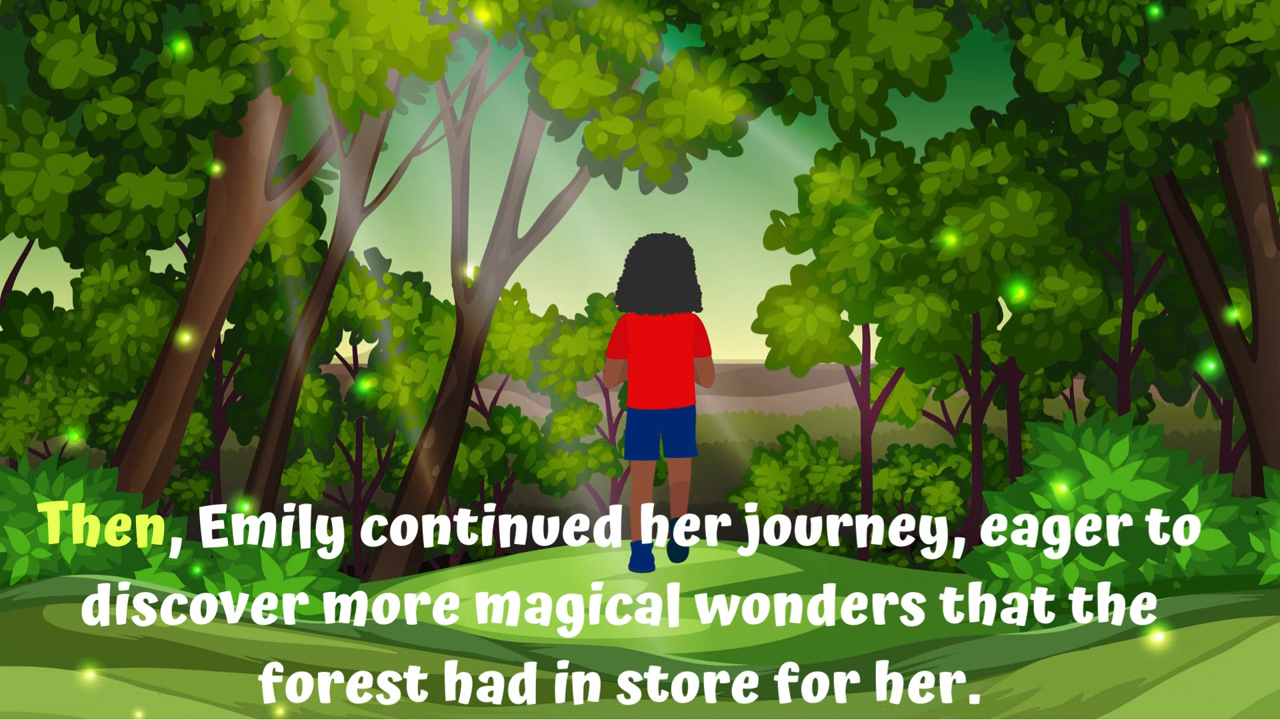 Then, Emily continued her journey, eager to
discover more magical wonders that the
forest had in store for her.